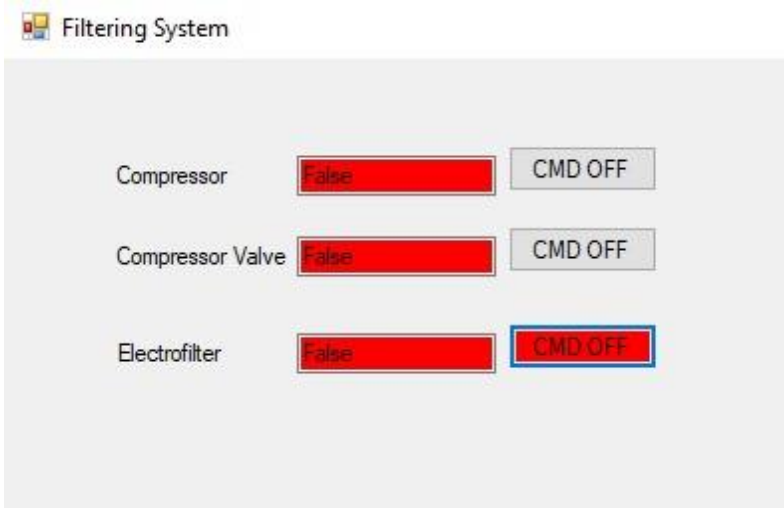 Filtering System
Compressor False CMD OFF
Compressor Valve False CMD OFF
Electrofilter False CMD OFF